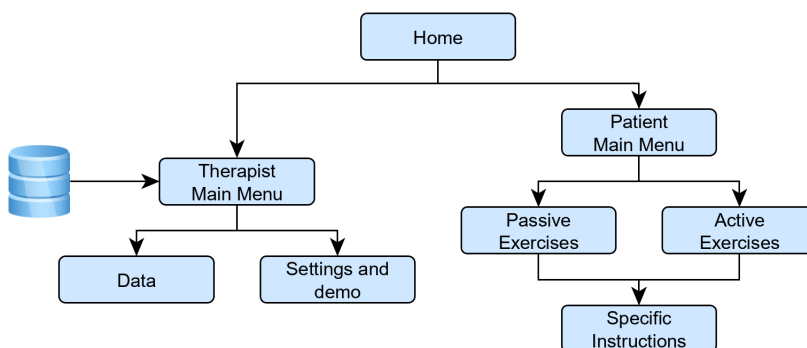 Home
Patient
Main Menu
Therapist
Main Menu
Passive
Exercises
Active
Exercises
Data
Settings and
demo
Specific
Instructions